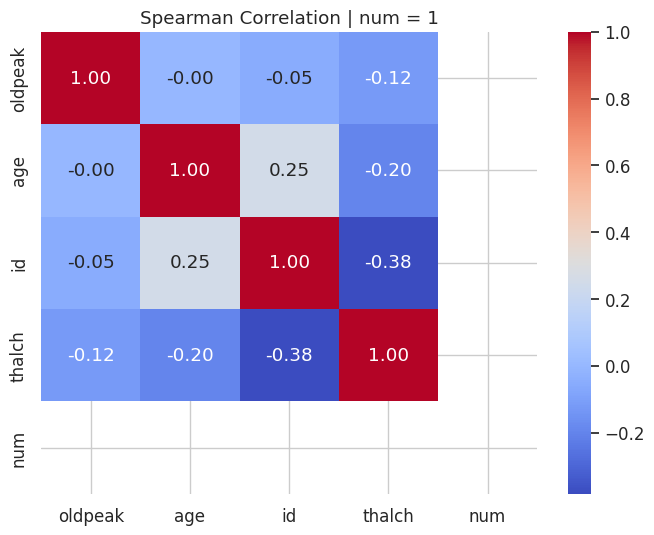 Spearman Correlation | num = 1
oldpeak 1.00 -0.00 -0.05 -0.12
age -0.00 1.00 0.25 -0.20
id -0.05 0.25 1.00 -0.38
thalch -0.12 -0.20 -0.38 1.00
num
oldpeak age id thalch num
1.0
0.8
0.6
0.4
0.2
0.0
−0.2